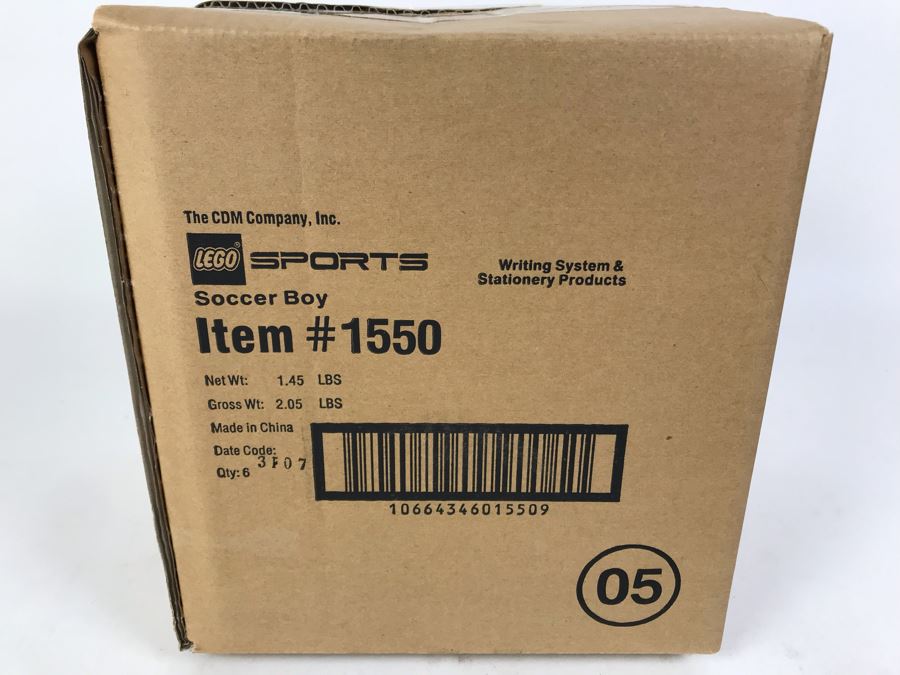 The CDM Company, Inc.
LEGO® SPORTS
Writing System &
Stationery Products
Soccer Boy
Item #1550
Net Wt: 1.45 LBS
Gross Wt: 2.05 LBS
Made in China
Date Code:
Qty: 6
10664346015509
05